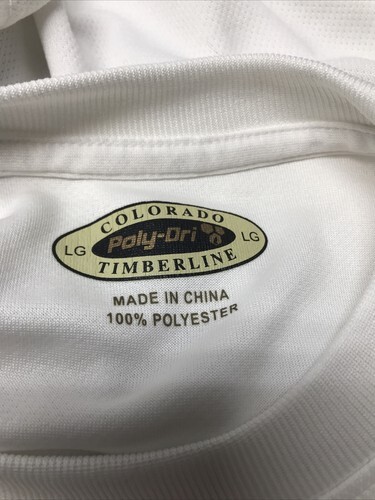 COLORADO
LG Poly-Dri LG
TIMBERLINE
MADE IN CHINA
100% POLYESTER